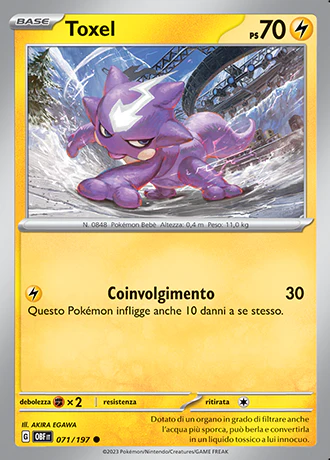 BASE Toxel PS 70
N. 0848 Pokémon Bebè Altezza: 0,4 m Peso: 11,0 kg
Coinvolgimento 30
Questo Pokémon infligge anche 10 danni a se stesso.
debolezza ×2 resistenza ritirata
Ill. AKIRA EGAWA
G OBF IT 071/197
Dotato di un organo in grado di filtrare anche
l'acqua più sporca, può berla e convertirla
in un liquido tossico a lui innocuo.
©2023 Pokémon/Nintendo/Creatures/GAME FREAK